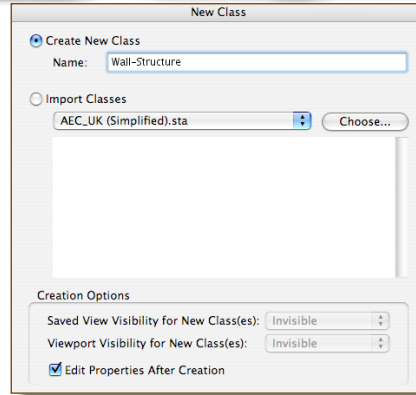 New Class
Create New Class
Name: Wall-Structure
Import Classes
AEC_UK (Simplified).sta Choose...
Creation Options
Saved View Visibility for New Class(es): Invisible
Viewport Visibility for New Class(es): Invisible
Edit Properties After Creation